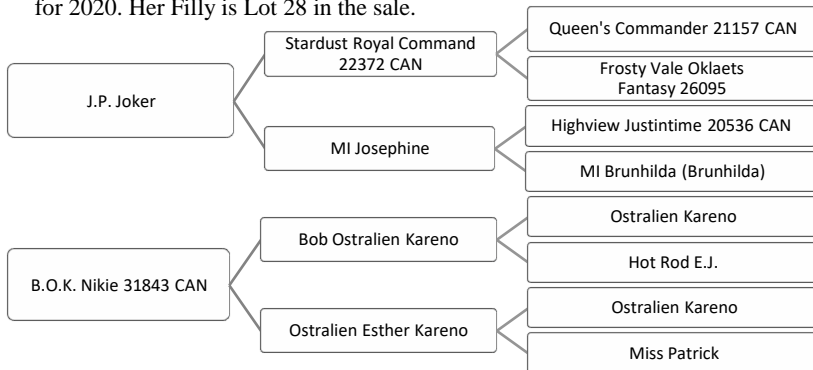 for 2020. Her Filly is Lot 28 in the sale.
Queen's Commander 21157 CAN
Stardust Royal Command
22372 CAN
Frosty Vale Oklaets
Fantasy 26095
J.P. Joker
Highview Justintime 20536 CAN
MI Josephine
MI Brunhilda (Brunhilda)
Ostralien Kareno
Bob Ostralien Kareno
Hot Rod E.J.
B.O.K. Nikie 31843 CAN
Ostralien Kareno
Ostralien Esther Kareno
Miss Patrick